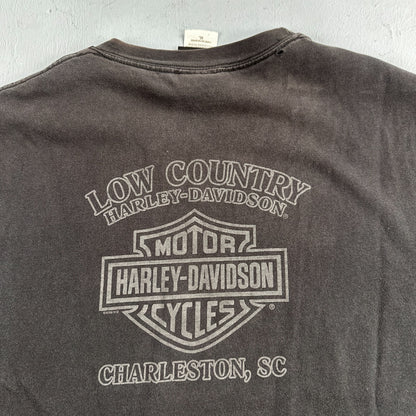 LOW COUNTRY
HARLEY-DAVIDSON®
MOTOR
HARLEY-DAVIDSON
CYCLES ®
CHARLESTON, SC